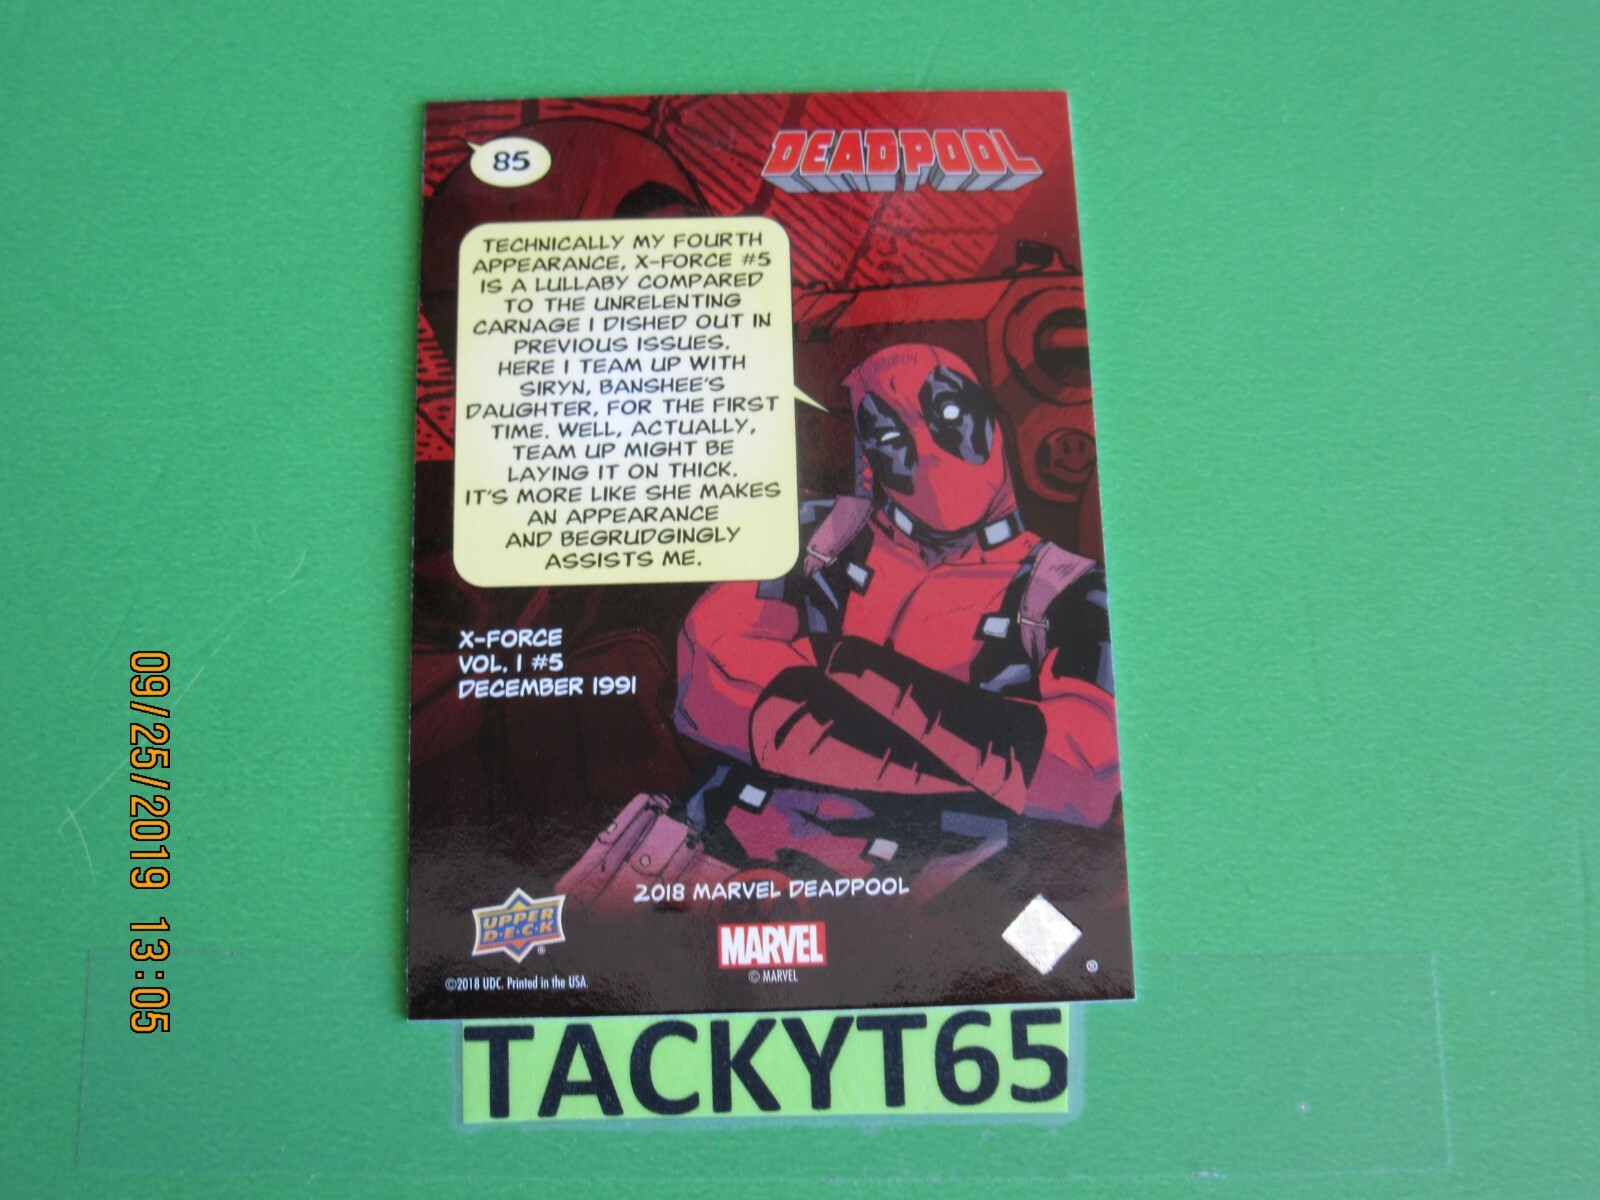 85
DEADPOOL
TECHNICALLY MY FOURTH
APPEARANCE, X-FORCE #5
IS A LULLABY COMPARED
TO THE UNRELENTING
CARNAGE I DISHED OUT IN
PREVIOUS ISSUES.
HERE I TEAM UP WITH
SIRYN, BANSHEE'S
DAUGHTER, FOR THE FIRST
TIME. WELL, ACTUALLY,
TEAM UP MIGHT BE
LAYING IT ON THICK.
IT'S MORE LIKE SHE MAKES
AN APPEARANCE
AND BEGRUDGINGLY
ASSISTS ME.
X-FORCE
VOL. 1 #5
DECEMBER 1991
2018 MARVEL DEADPOOL
UPPER
D·E·C·K
®
MARVEL
© MARVEL
®
©2018 UDC. Printed in the USA.
TACKYT65
09/25/2019 13:05